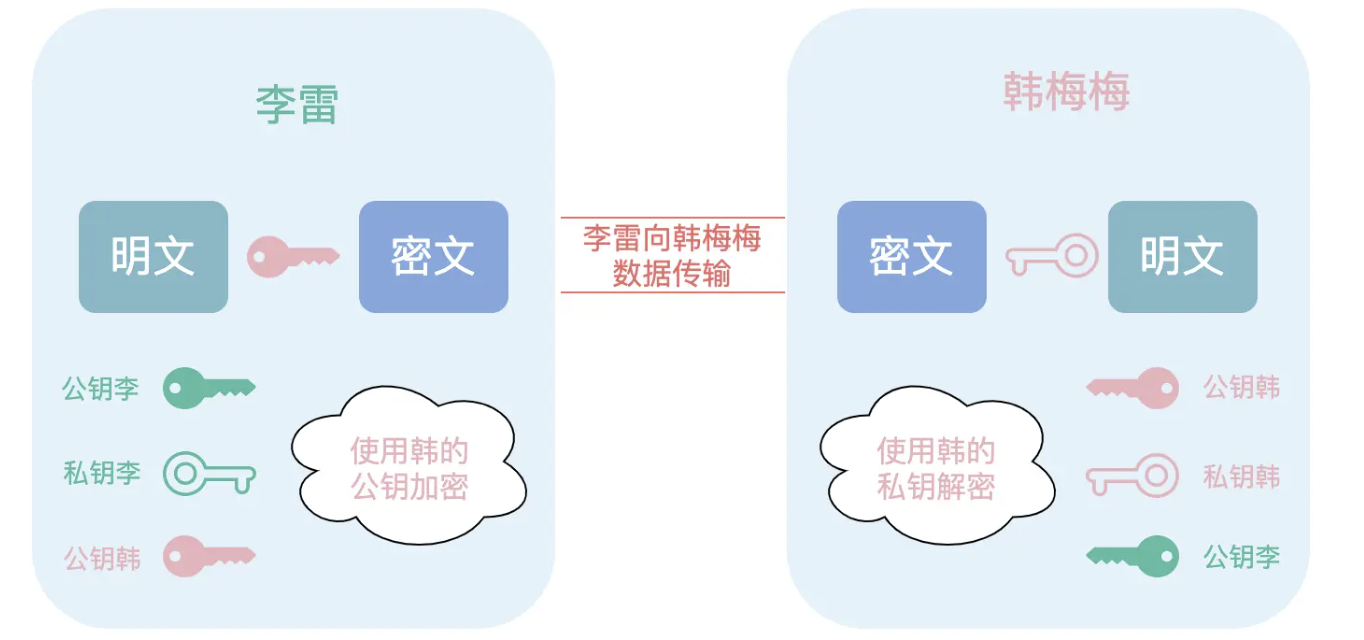 李雷
明文
密文
公钥李
私钥李
公钥韩
使用韩的
公钥加密
李雷向韩梅梅
数据传输
韩梅梅
密文
明文
使用韩的
私钥解密
公钥韩
私钥韩
公钥李